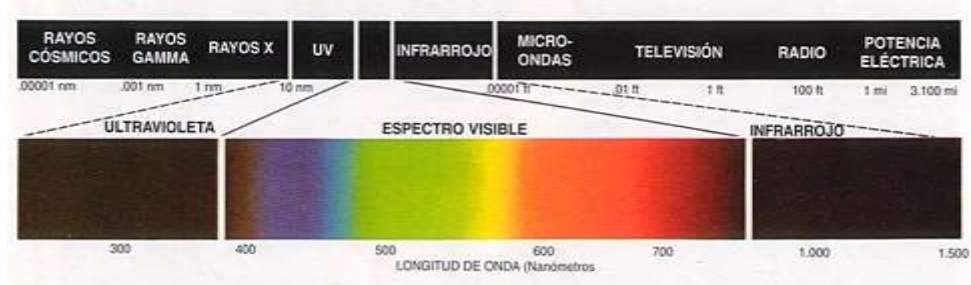 RAYOS CÓSMICOS
RAYOS GAMMA
RAYOS X
UV
INFRARROJO
MICRO-ONDAS
TELEVISIÓN
RADIO
POTENCIA ELÉCTRICA
.00001 nm .001 nm 1 nm 10 nm .00001 ft .01 ft 1 ft 100 ft 1 mi 3.100 mi
ULTRAVIOLETA ESPECTRO VISIBLE INFRARROJO
300 400 500 600 700 1.000 1.500
LONGITUD DE ONDA (Nanómetros